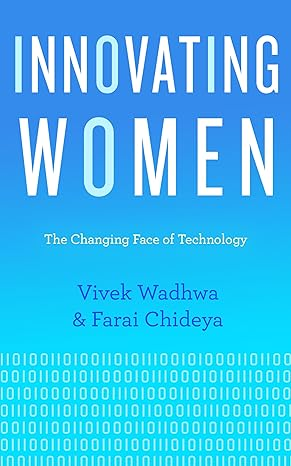 INNOVATING
WOMEN
The Changing Face of Technology
Vivek Wadhwa
& Farai Chideya